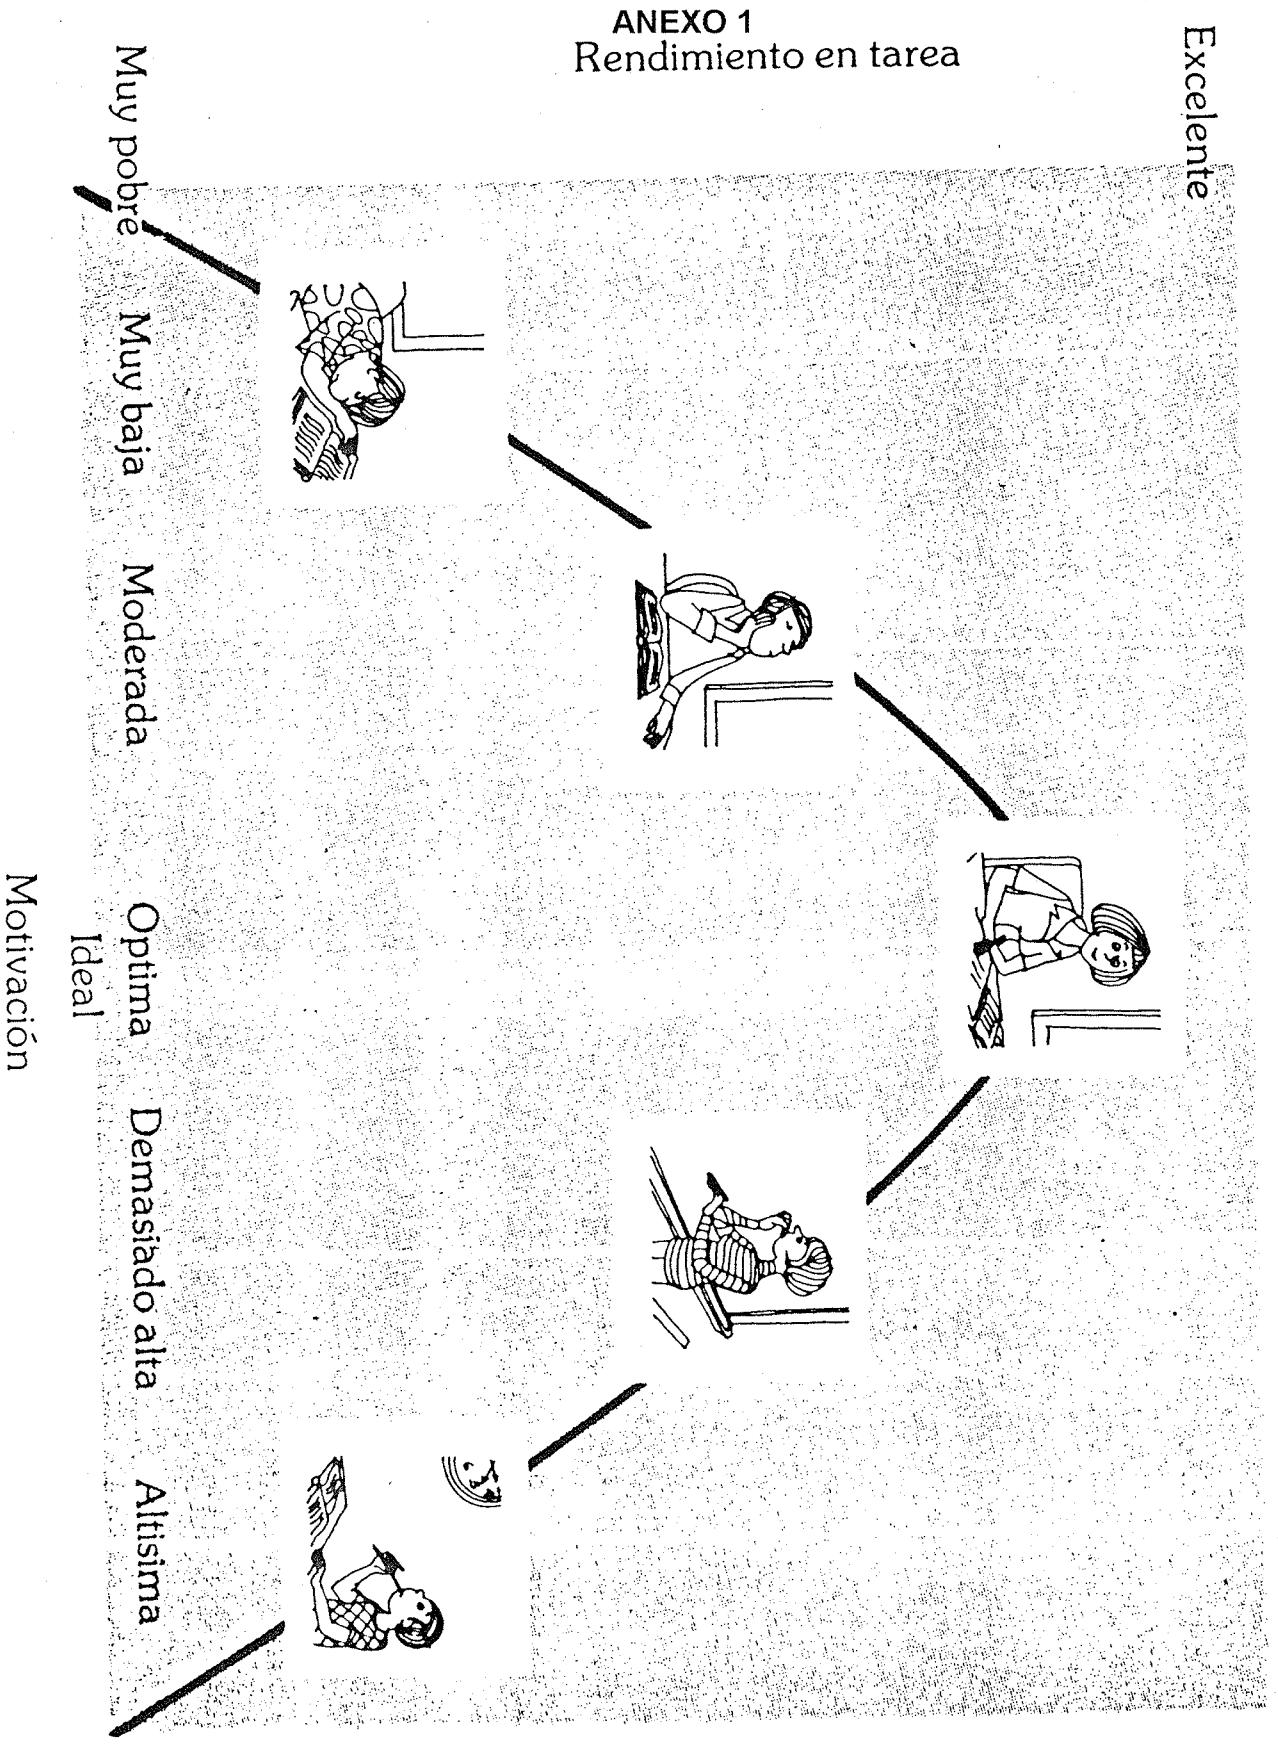 ANEXO 1
Rendimiento en tarea
Excelente
Muy pobre
Muy baja
Moderada
Optima
Ideal
Demasiado alta
Altisima
Motivación